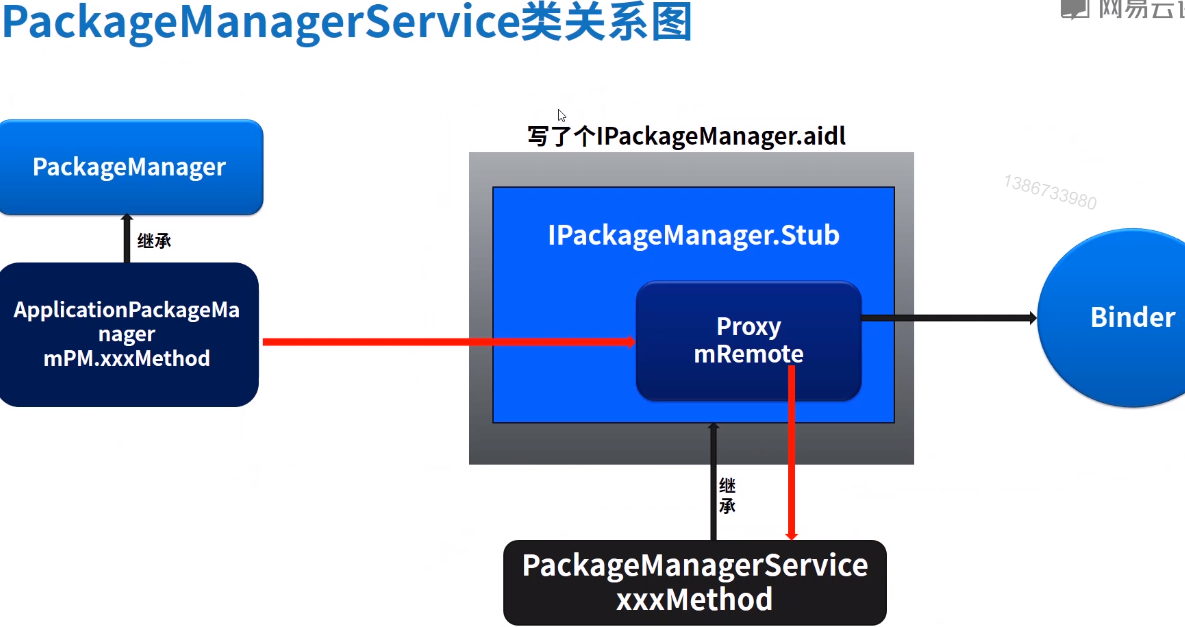 PackageManagerService类关系图
网易云
写了个IPackageManager.aidl
PackageManager
1386733980
继承
IPackageManager.Stub
ApplicationPackageMa
nager
mPM.xxxMethod
Proxy
mRemote
Binder
继
承
PackageManagerService
xxxMethod